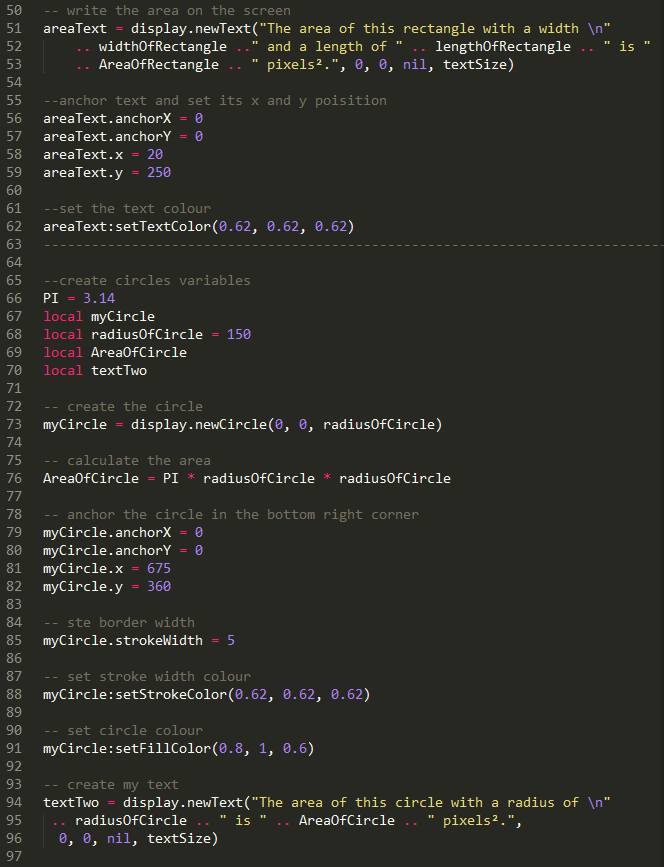 50 -- write the area on the screen
51 areaText = display.newText("The area of this rectangle with a width \n"
52 .. widthOfRectangle .." and a length of " .. lengthOfRectangle .. " is "
53 .. AreaOfRectangle .. " pixels².", 0, 0, nil, textSize)
54
55 --anchor text and set its x and y poisition
56 areaText.anchorX = 0
57 areaText.anchorY = 0
58 areaText.x = 20
59 areaText.y = 250
60
61 --set the text colour
62 areaText:setTextColor(0.62, 0.62, 0.62)
63 ------------------------------------------------------------------------------
64
65 --create circles variables
66 PI = 3.14
67 local myCircle
68 local radiusOfCircle = 150
69 local AreaOfCircle
70 local textTwo
71
72 -- create the circle
73 myCircle = display.newCircle(0, 0, radiusOfCircle)
74
75 -- calculate the area
76 AreaOfCircle = PI * radiusOfCircle * radiusOfCircle
77
78 -- anchor the circle in the bottom right corner
79 myCircle.anchorX = 0
80 myCircle.anchorY = 0
81 myCircle.x = 675
82 myCircle.y = 360
83
84 -- ste border width
85 myCircle.strokeWidth = 5
86
87 -- set stroke width colour
88 myCircle:setStrokeColor(0.62, 0.62, 0.62)
89
90 -- set circle colour
91 myCircle:setFillColor(0.8, 1, 0.6)
92
93 -- create my text
94 textTwo = display.newText("The area of this circle with a radius of \n"
95 .. radiusOfCircle .. " is " .. AreaOfCircle .. " pixels².",
96 0, 0, nil, textSize)
97